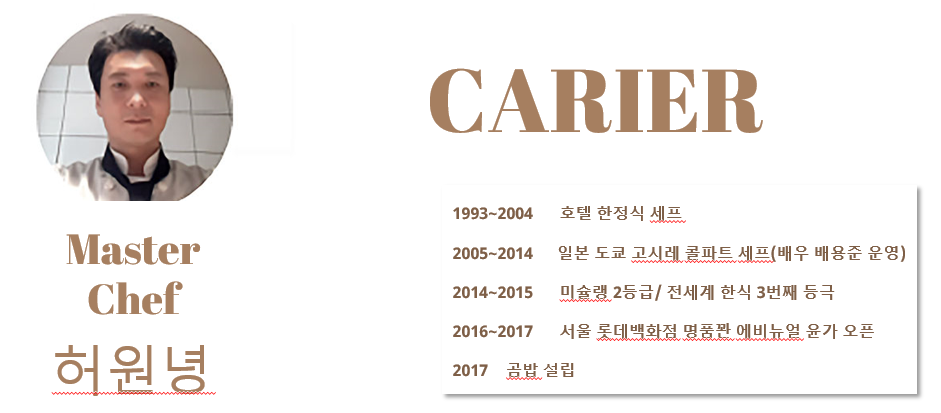 Master
Chef
허원녕
CARIER
1993~2004 호텔 한정식 세프
2005~2014 일본 도쿄 고시레 콜파트 세프(배우 배용준 운영)
2014~2015 미슐랭 2등급/ 전세계 한식 3번째 등극
2016~2017 서울 롯데백화점 명품퐌 에비뉴얼 윤가 오픈
2017 곰밥 설립